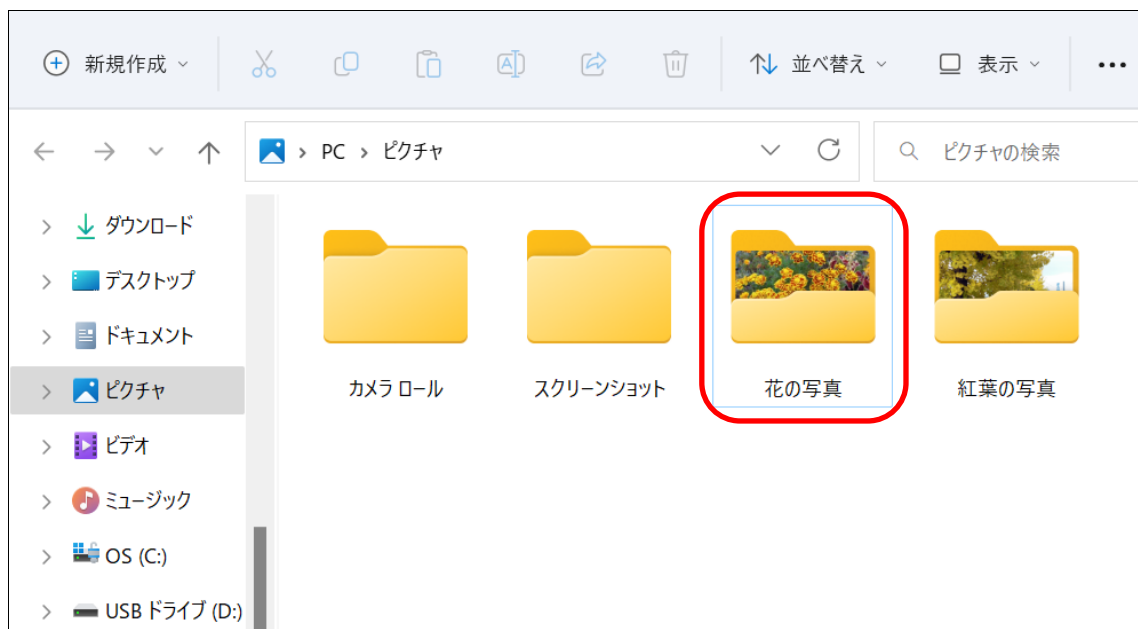 新規作成
並べ替え
表示
PC > ピクチャ
ピクチャの検索
ダウンロード
デスクトップ
ドキュメント
ピクチャ
ビデオ
ミュージック
OS (C:)
USB ドライブ (D:)
カメラ ロール
スクリーンショット
花の写真
紅葉の写真